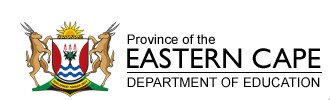 Province of the
EASTERN CAPE
DEPARTMENT OF EDUCATION